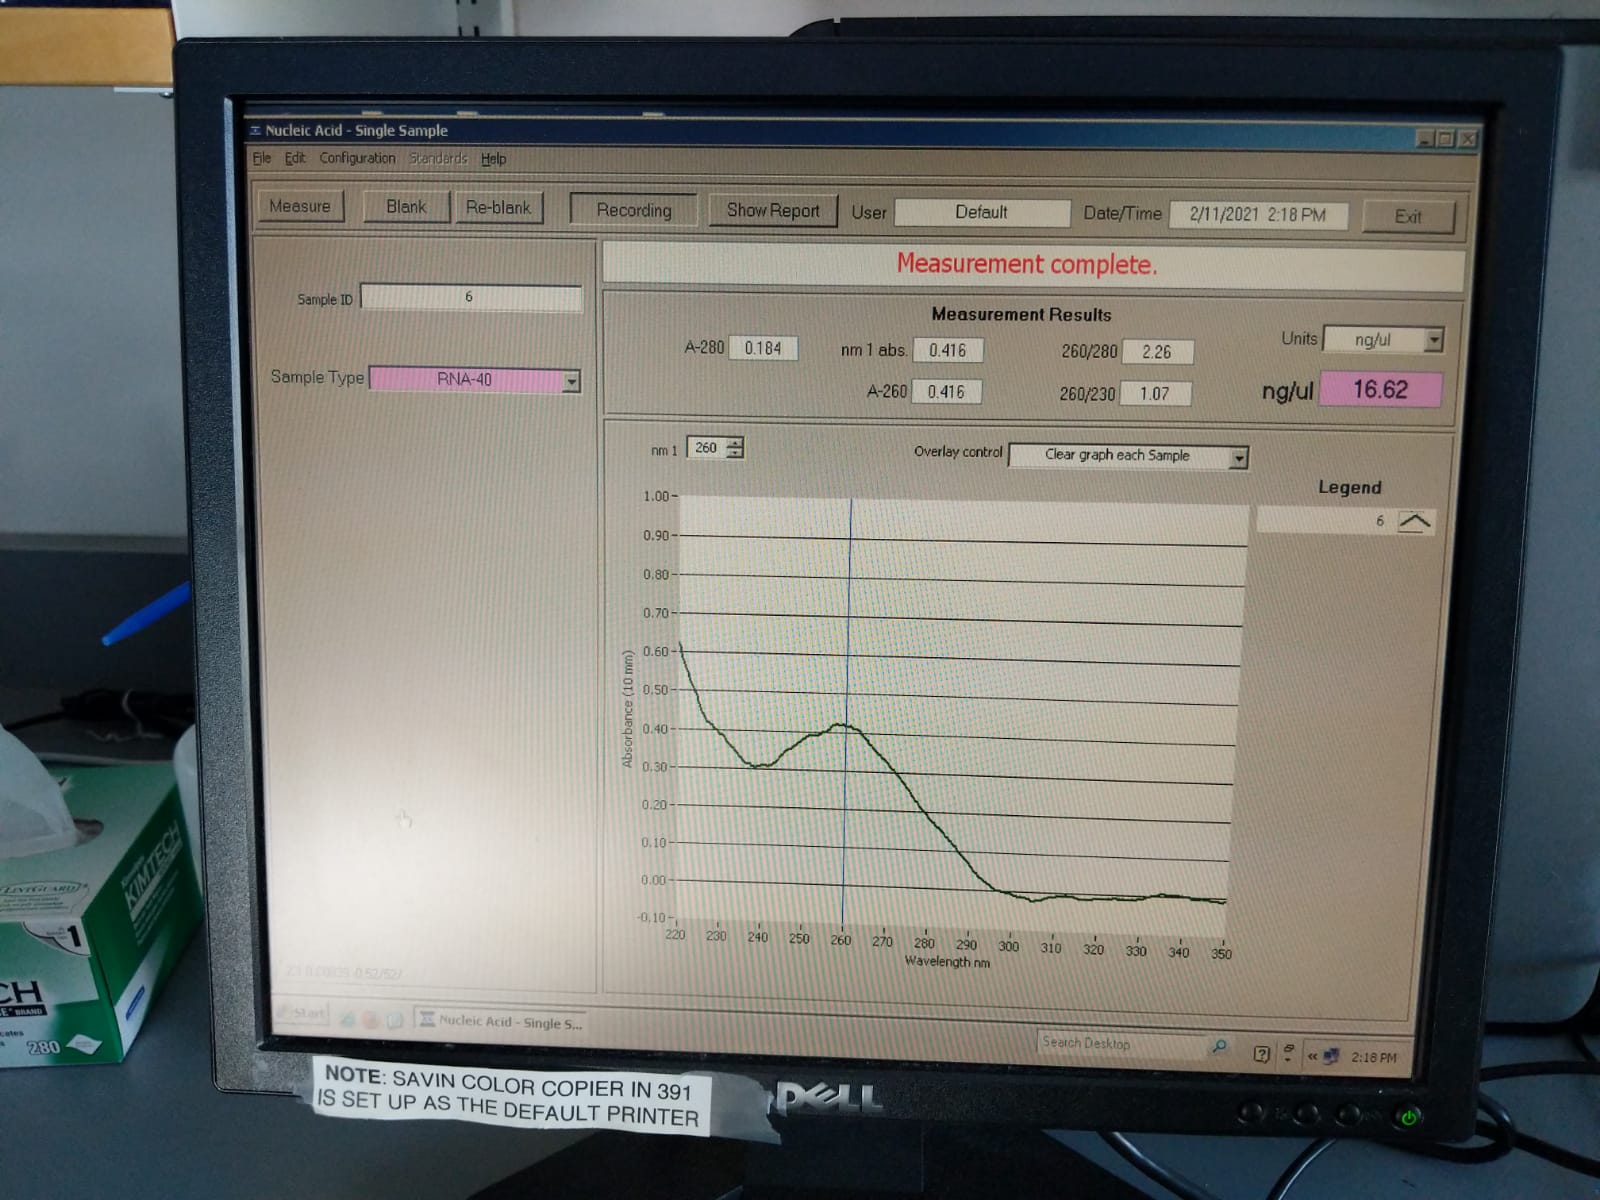 Nucleic Acid - Single Sample
File Edit Configuration Standards Help
Measure Blank Re-blank Recording Show Report User Default Date/Time 2/11/2021 2:18 PM Exit
Measurement complete.
Sample ID 6
Sample Type RNA-40
Measurement Results
A-280 0.184 nm 1 abs. 0.416 260/280 2.26 Units ng/ul
A-260 0.416 260/230 1.07 ng/ul 16.62
nm 1 260 Overlay control Clear graph each Sample
Legend
6
1.00
0.90
0.80
0.70
0.60
0.50
0.40
0.30
0.20
0.10
0.00
-0.10
Absorbance (10 mm)
220 230 240 250 260 270 280 290 300 310 320 330 340 350
Wavelength nm
Start Nucleic Acid - Single S... Search Desktop 2:18 PM
NOTE: SAVIN COLOR COPIER IN 391
IS SET UP AS THE DEFAULT PRINTER
DELL
LINTGUARD
KIMTECH
1
CH
BRAND
280